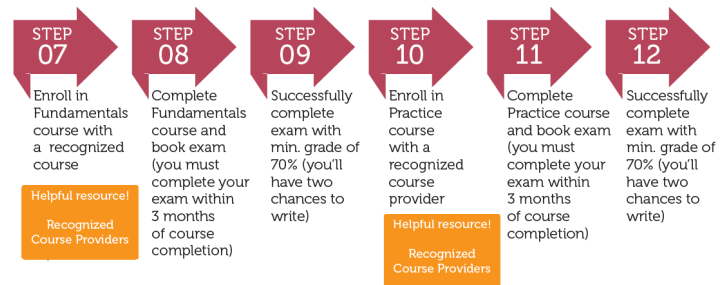 STEP
07
Enroll in
Fundamentals
course with
a recognized
course
Helpful resource!
Recognized
Course Providers
STEP
08
Complete
Fundamentals
course and
book exam
(you must
complete your
exam within
3 months
of course
completion)
STEP
09
Successfully
complete
exam with
min. grade of
70% (you'll
have two
chances to
write)
STEP
10
Enroll in
Practice
course
with a
recognized
course
provider
Helpful resource!
Recognized
Course Providers
STEP
11
Complete
Practice course
and book exam
(you must
complete your
exam within
3 months
of course
completion)
STEP
12
Successfully
complete
exam with
min. grade of
70% (you'll
have two
chances to
write)